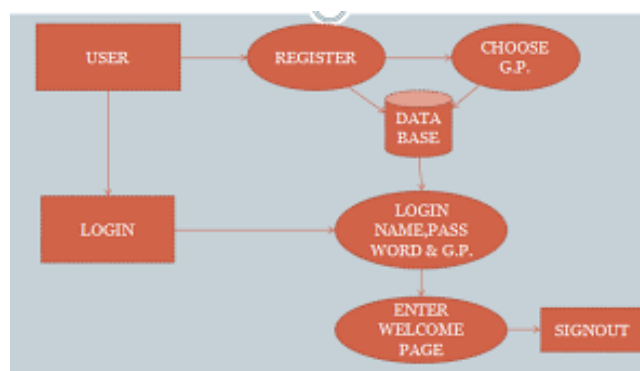 USER
REGISTER
CHOOSE
G.P.
DATA
BASE
LOGIN
LOGIN
NAME,PASS
WORD & G.P.
ENTER
WELCOME
PAGE
SIGNOUT